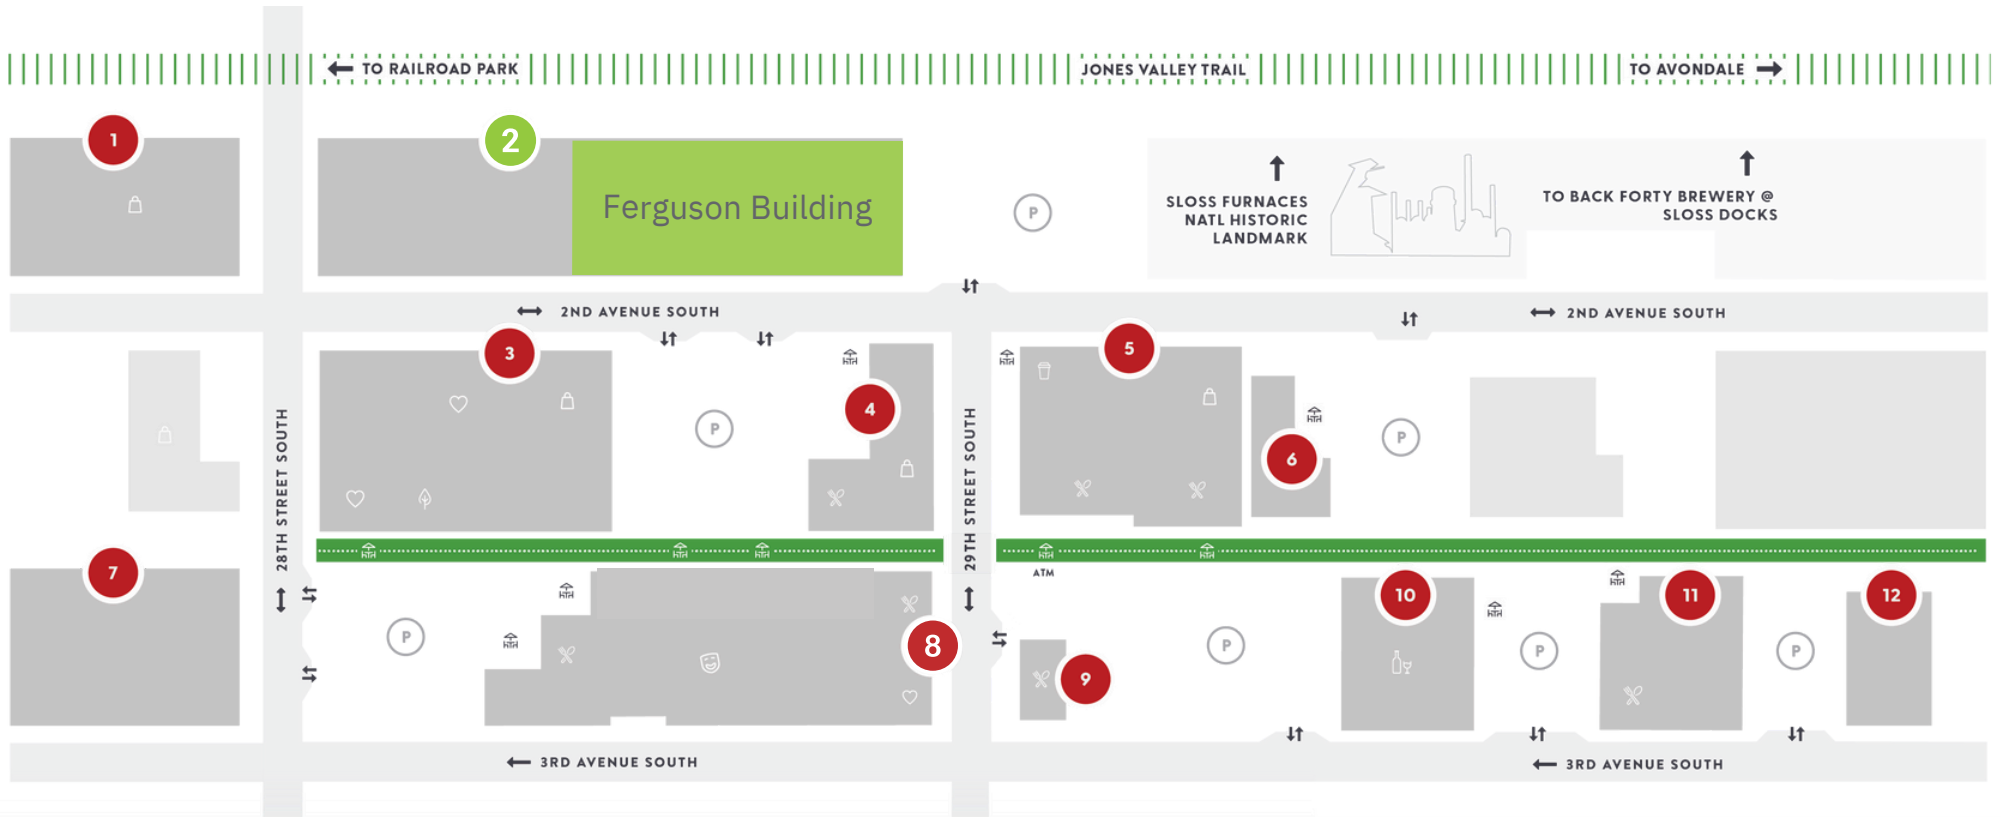 TO RAILROAD PARK
JONES VALLEY TRAIL
TO AVONDALE
1
2
Ferguson Building
P
SLOSS FURNACES
NATL HISTORIC
LANDMARK
TO BACK FORTY BREWERY @
SLOSS DOCKS
2ND AVENUE SOUTH
2ND AVENUE SOUTH
3
4
5
6
P
P
28TH STREET SOUTH
29TH STREET SOUTH
ATM
7
8
9
10
11
12
P
P
P
P
3RD AVENUE SOUTH
3RD AVENUE SOUTH